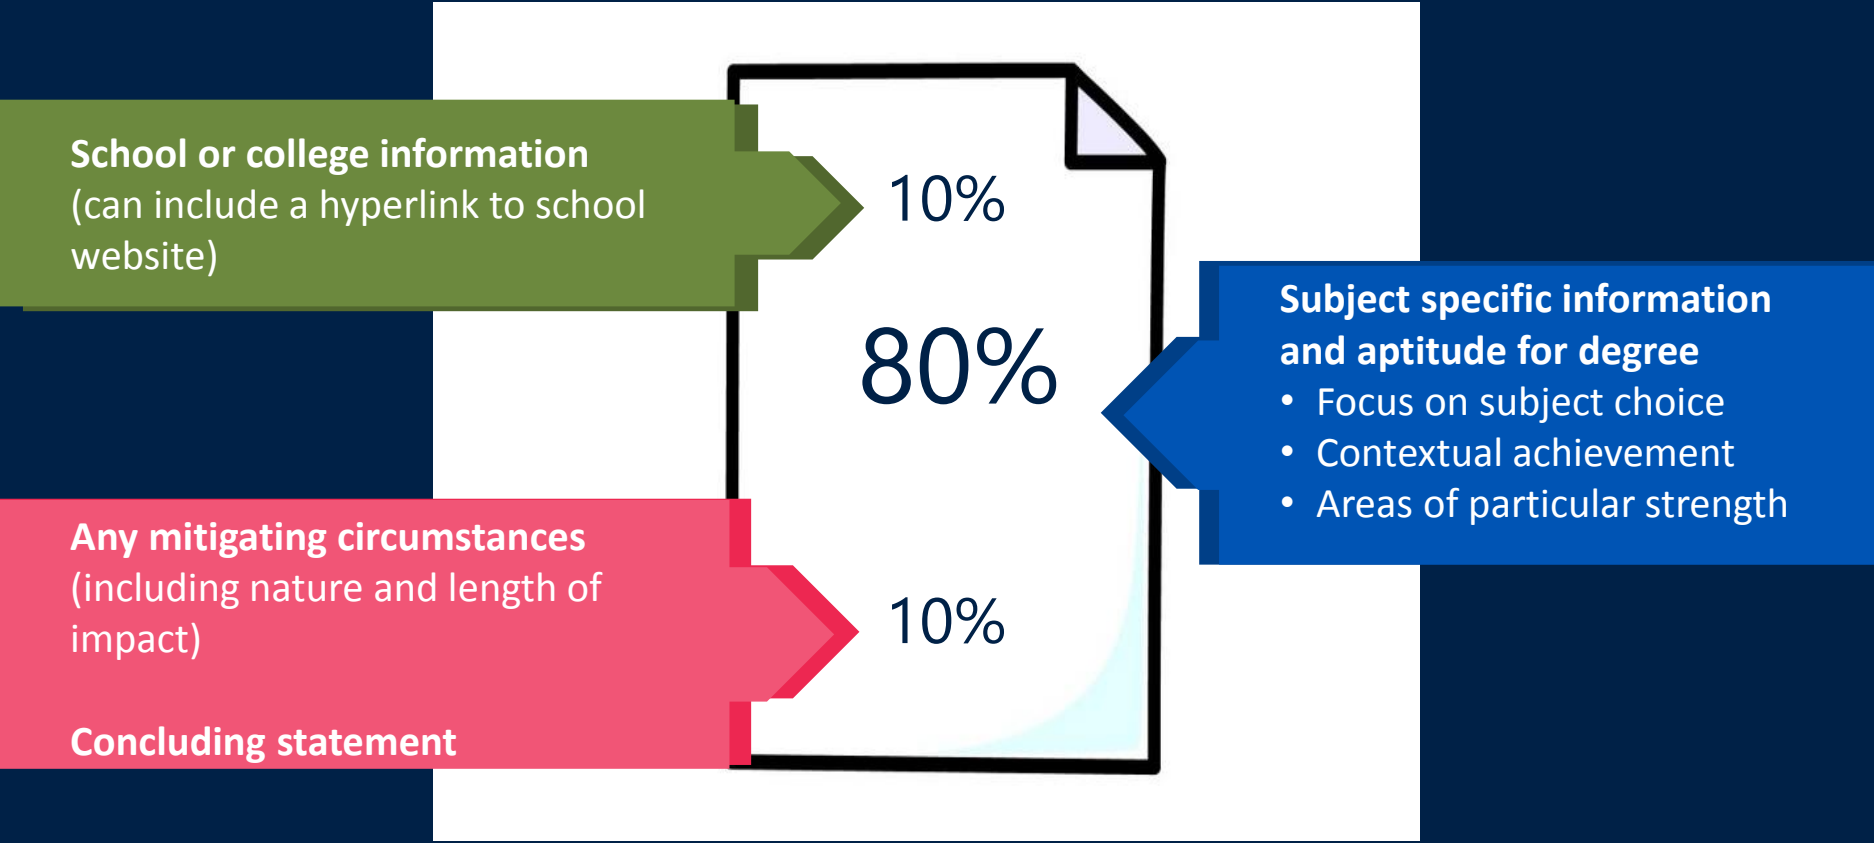 School or college information
(can include a hyperlink to school
website)
10%
80%
Subject specific information
and aptitude for degree
• Focus on subject choice
• Contextual achievement
• Areas of particular strength
Any mitigating circumstances
(including nature and length of
impact)
Concluding statement
10%